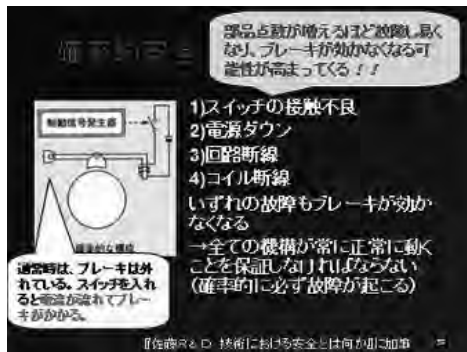 部品点数が増えるほど故障し易く
なり、ブレーキが効かなくなる可
能性が高まってくる！！
制動信号発生器
1)スイッチの接触不良
2)電源ダウン
3)回路断線
4)コイル断線
いずれの故障もブレーキが効か
なくなる
→全ての機構が常に正常に動く
ことを保証しなければならない
(確率的に必ず故障が起こる)
通常時は、ブレーキは外
れている。スイッチを入れ
ると電流が流れてブレー
キがかかる。
『佐藤R&D 技術における安全とは何か』に加筆